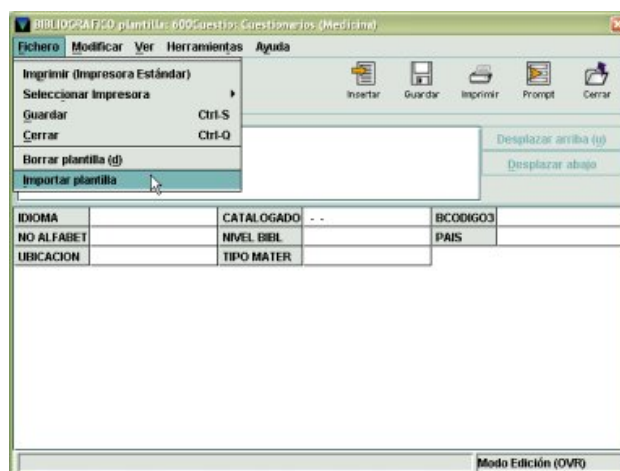 BIBLIOGRAFICO plantilla: 600Cuestio: Cuestionarios (Medicina)
Fichero Modificar Ver Herramientas Ayuda
Imprimir (Impresora Estándar)
Seleccionar Impresora
Guardar Ctrl-S
Cerrar Ctrl-Q
Borrar plantilla (d)
Importar plantilla
Insertar Guardar Imprimir Prompt Cerrar
Desplazar arriba (u)
Desplazar abajo
IDIOMA CATALOGADO - - BCODIGO3
NO ALFABET NIVEL BIBL PAIS
UBICACION TIPO MATER
Modo Edición (OVR)